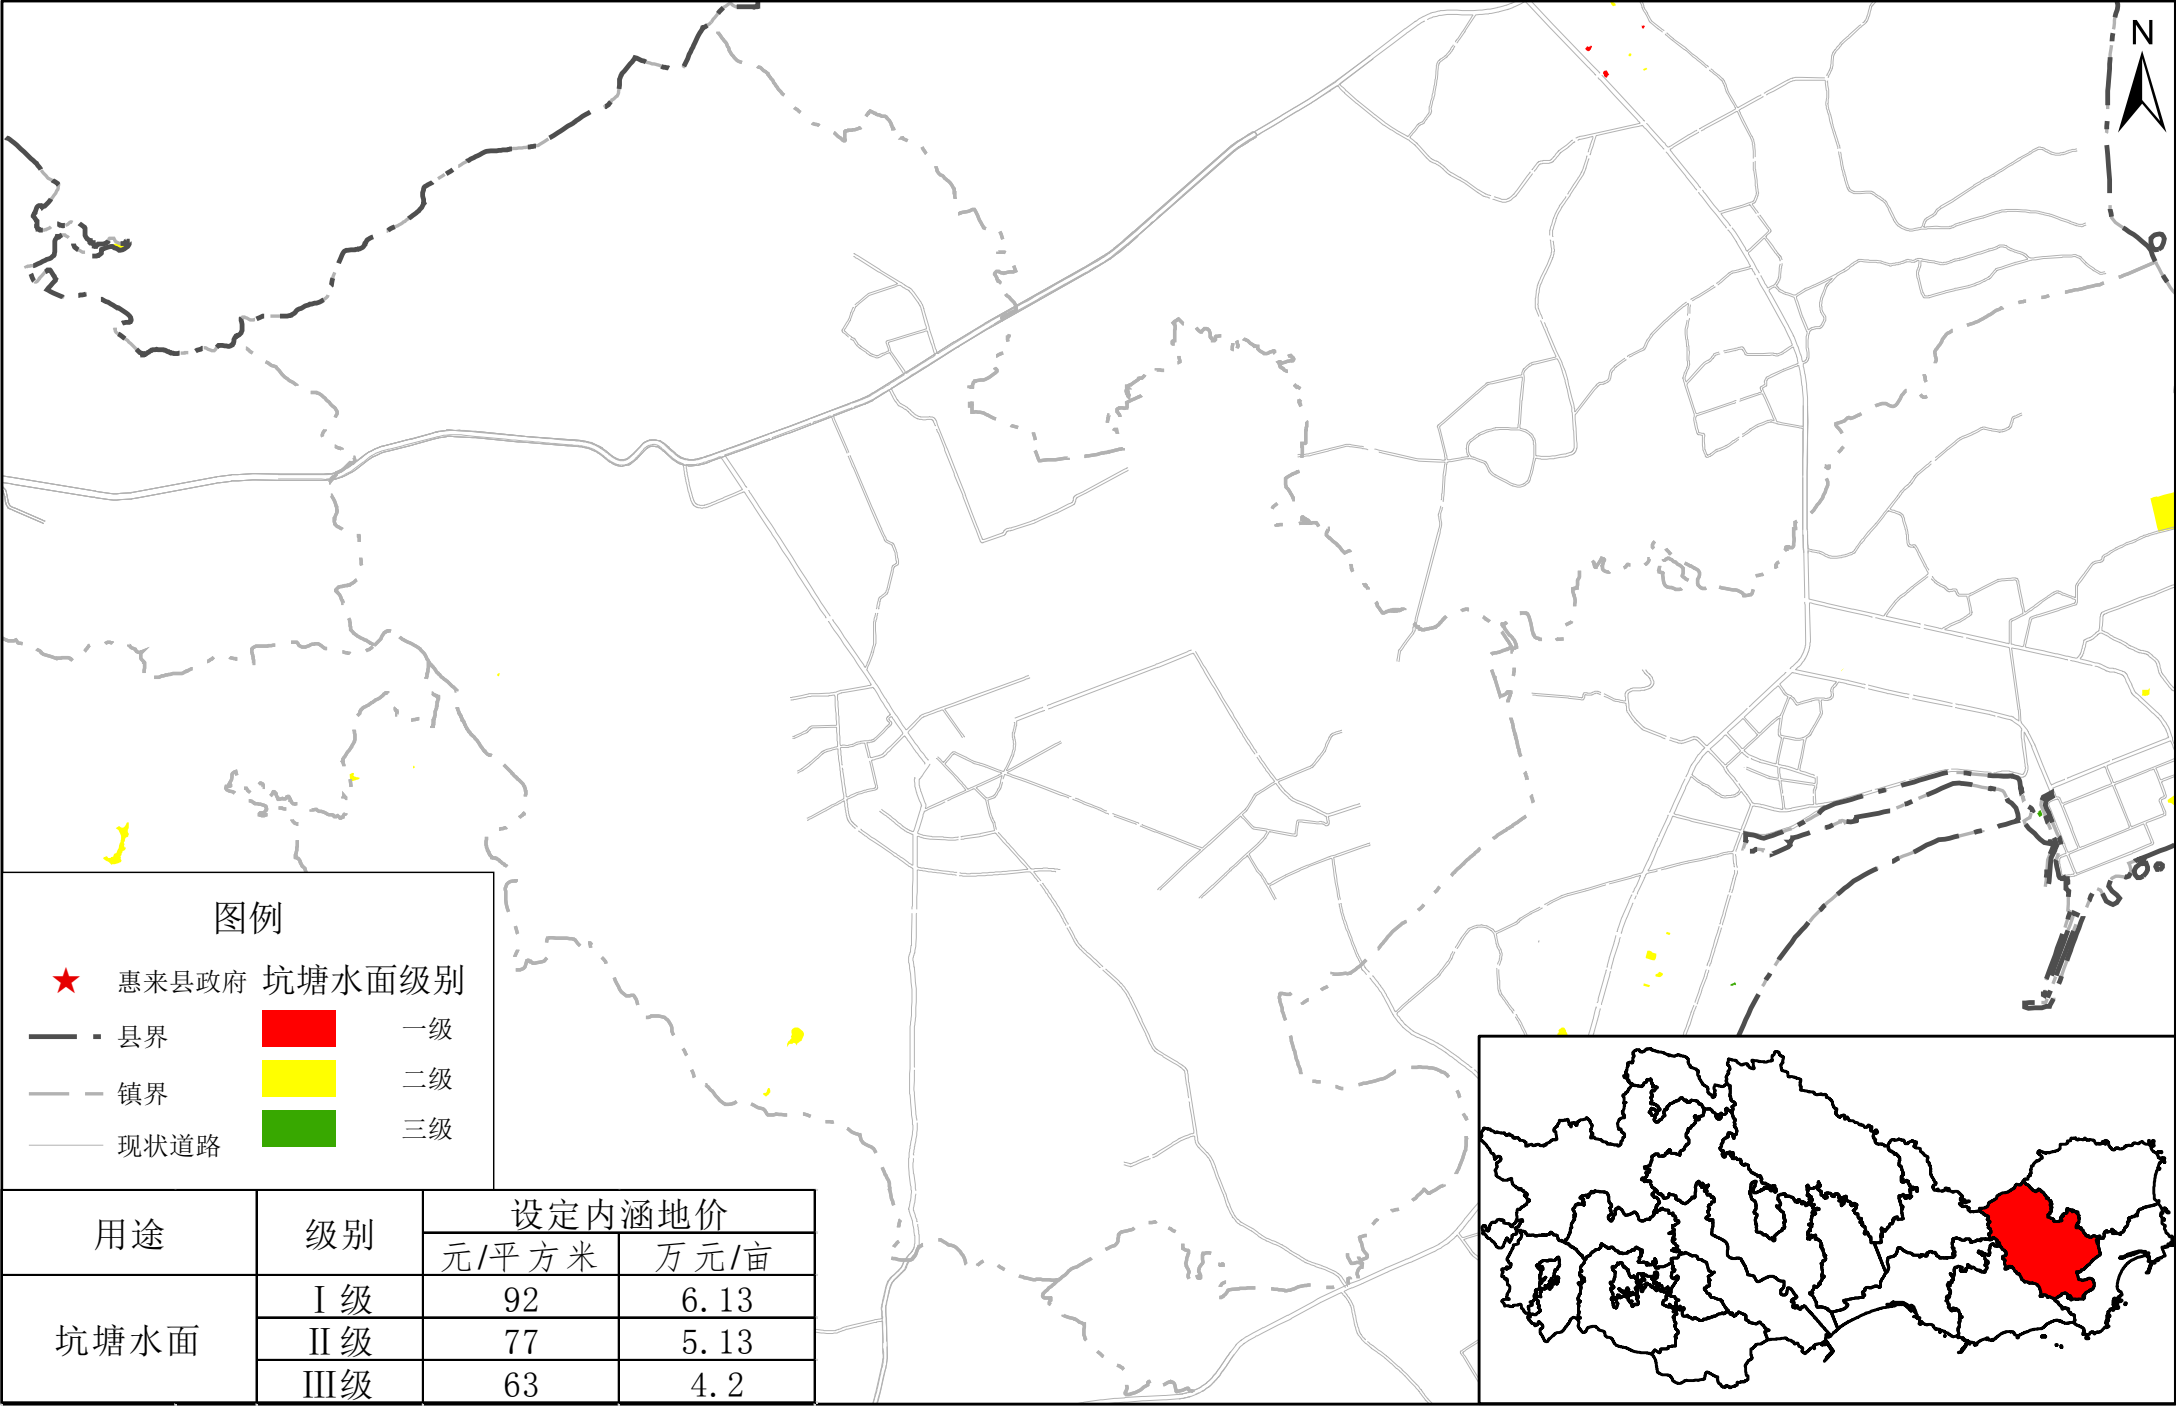 N
图例
惠来县政府 坑塘水面级别
县界 一级
镇界 二级
现状道路 三级
用途 级别 设定内涵地价
元/平方米 万元/亩
坑塘水面 Ⅰ级 92 6.13
Ⅱ级 77 5.13
Ⅲ级 63 4.2